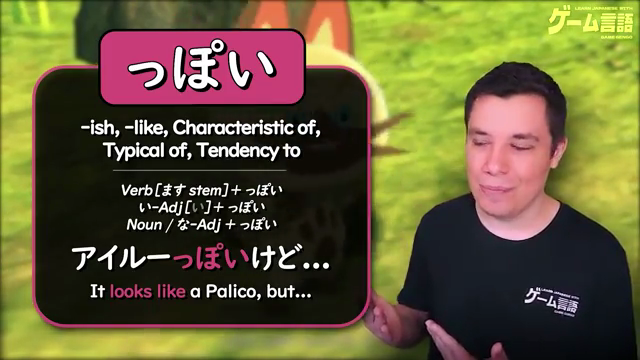 っぽい
-ish, -like, Characteristic of,
Typical of, Tendency to
Verb[ます stem]+っぽい
い-Adj[い]+っぽい
Noun / な-Adj+っぽい
アイルーっぽいけど...
It looks like a Palico, but...
LEARN JAPANESE WITH
ゲーム言語
GAME GENGO
ゲーム言語